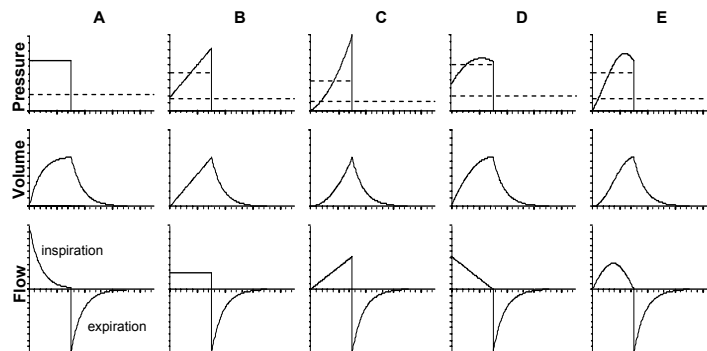 A B C D E
Pressure
Volume
Flow
inspiration
expiration